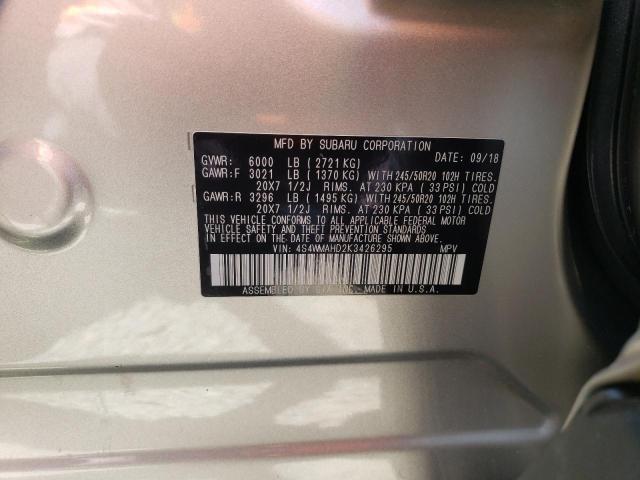 MFD BY SUBARU CORPORATION DATE: 09/18
GVWR: 6000 LB (2721 KG)
GAWR:F 3021 LB (1370 KG) WITH 245/50R20 102H TIRES.
20X7 1/2J RIMS. AT 230 KPA (33 PSI) COLD
GAWR:R 3296 LB (1495 KG) WITH 245/50R20 102H TIRES.
20X7 1/2J RIMS. AT 230 KPA (33 PSI) COLD
THIS VEHICLE CONFORMS TO ALL APPLICABLE FEDERAL MOTOR
VEHICLE SAFETY AND THEFT PREVENTION STANDARDS
IN EFFECT ON THE DATE OF MANUFACTURE SHOWN ABOVE.
VIN: 4S4WMAHD2K3426295 MPV
ASSEMBLED BY SIA, INC. MADE IN U.S.A.